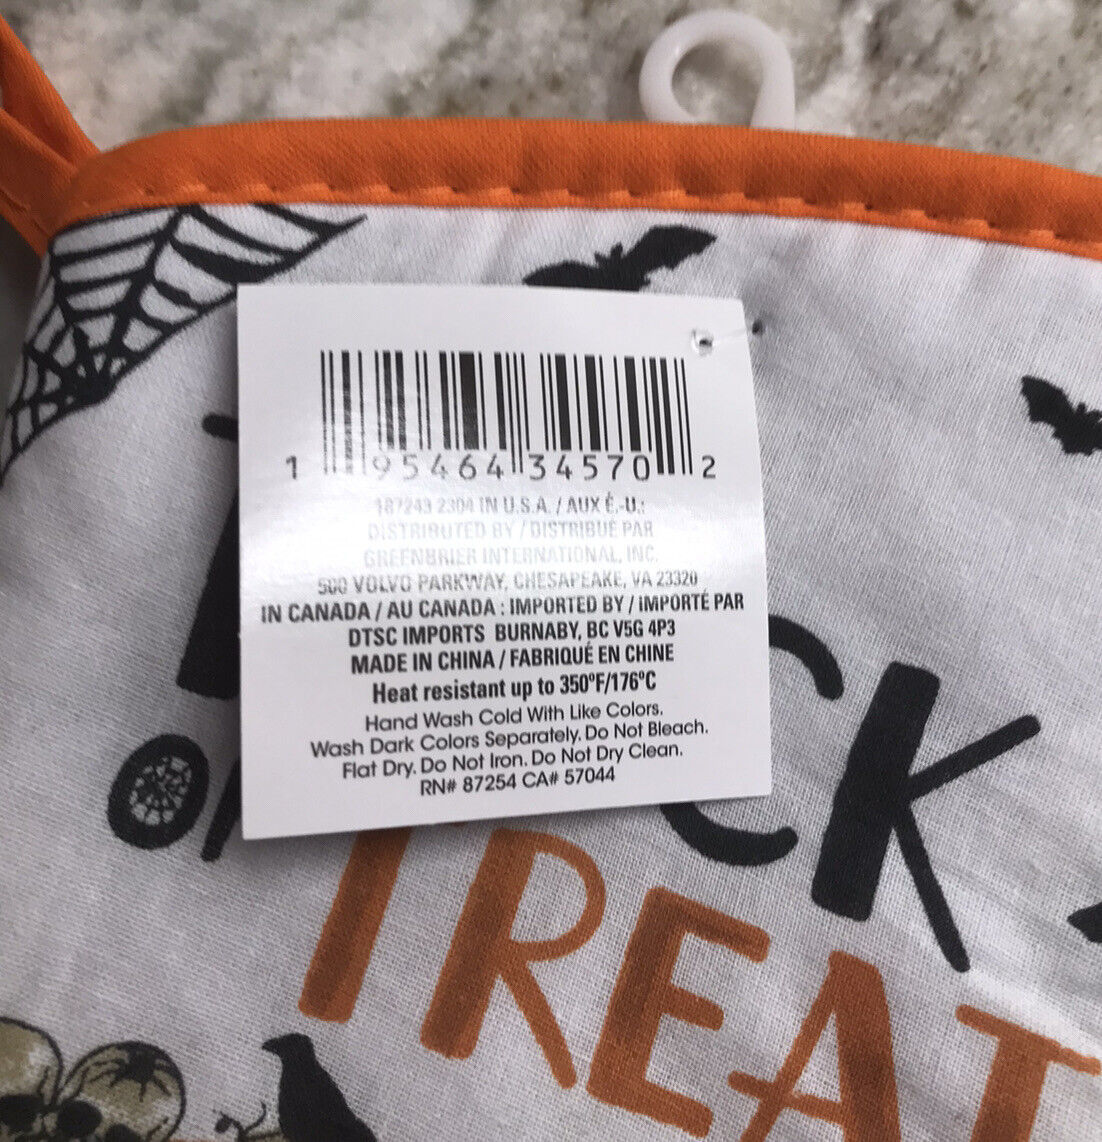 1 95464 34570 2
187243 2304 IN U.S.A. / AUX É.-U.:
DISTRIBUTED BY / DISTRIBUÉ PAR
GREENBRIER INTERNATIONAL, INC.
500 VOLVO PARKWAY, CHESAPEAKE, VA 23320
IN CANADA / AU CANADA : IMPORTED BY / IMPORTÉ PAR
DTSC IMPORTS BURNABY, BC V5G 4P3
MADE IN CHINA / FABRIQUÉ EN CHINE
Heat resistant up to 350°F/176°C
Hand Wash Cold With Like Colors.
Wash Dark Colors Separately. Do Not Bleach.
Flat Dry. Do Not Iron. Do Not Dry Clean.
RN# 87254 CA# 57044
CK
TREAT